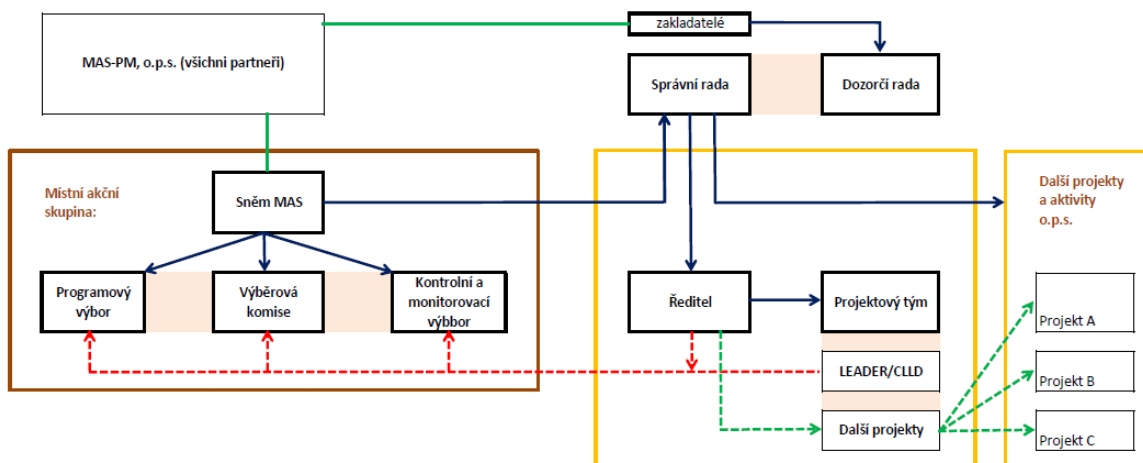 zakladatelé
MAS-PM, o.p.s. (všichni partneři)
Správní rada
Dozorčí rada
Místní akční
skupina:
Sněm MAS
Další projekty
a aktivity
o.p.s.
Programový
výbor
Výběrová
komise
Kontrolní a
monitorovací
výbbor
Ředitel
Projektový tým
Projekt A
LEADER/CLLD
Projekt B
Další projekty
Projekt C